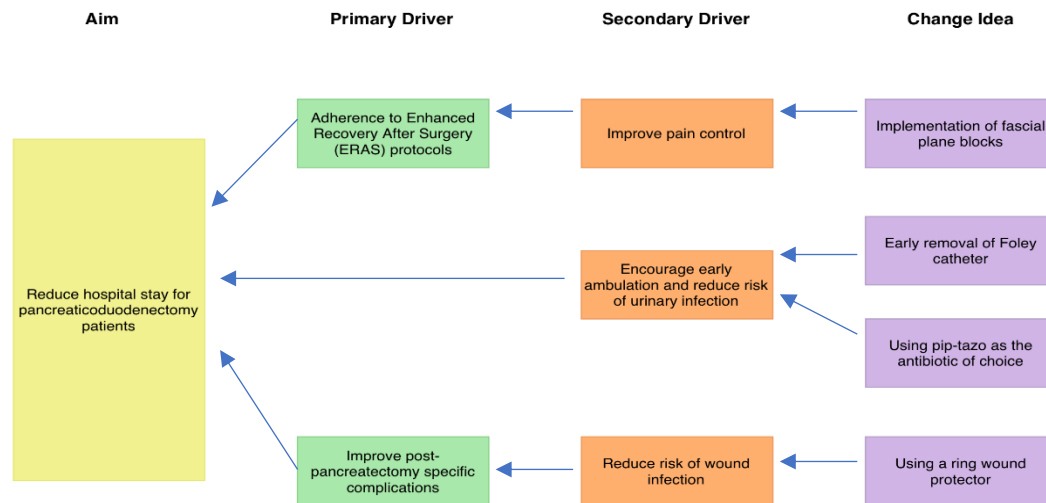 Aim
Primary Driver
Secondary Driver
Change Idea
Adherence to Enhanced
Recovery After Surgery
(ERAS) protocols
Improve pain control
Implementation of fascial
plane blocks
Reduce hospital stay for
pancreaticoduodenectomy
patients
Encourage early
ambulation and reduce risk
of urinary infection
Early removal of Foley
catheter
Using pip-tazo as the
antibiotic of choice
Improve post-
pancreatectomy specific
complications
Reduce risk of wound
infection
Using a ring wound
protector